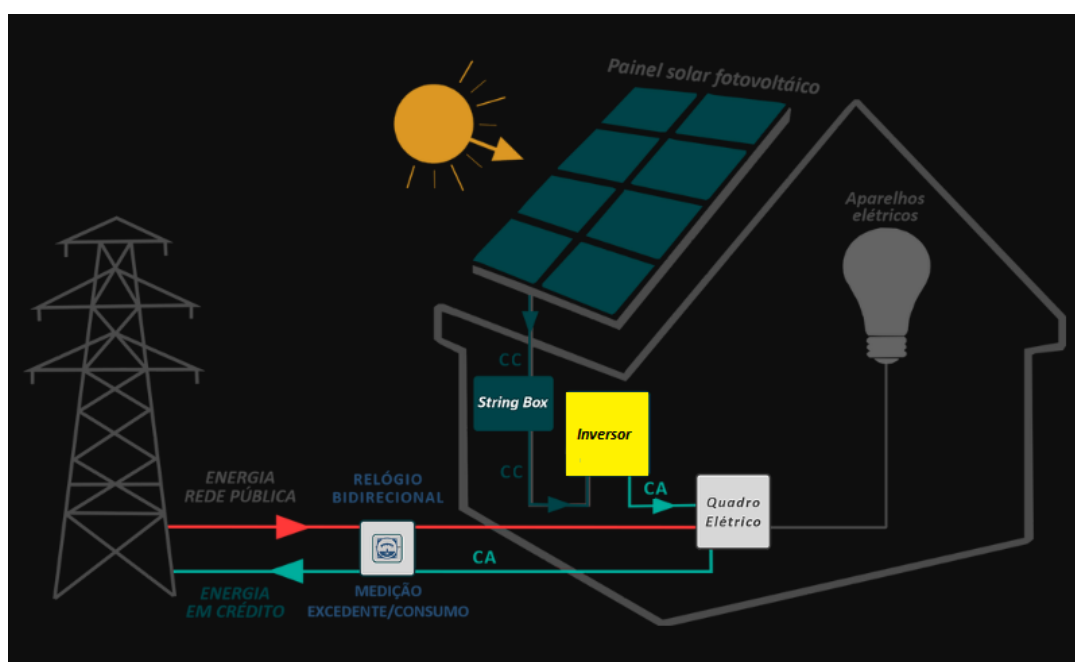 Painel solar fotovoltáico
Aparelhos
elétricos
CC
String Box
Inversor
CC
CA
Quadro
Elétrico
ENERGIA
REDE PÚBLICA
RELÓGIO
BIDIRECIONAL
CA
ENERGIA
EM CRÉDITO
MEDIÇÃO
EXCEDENTE/CONSUMO